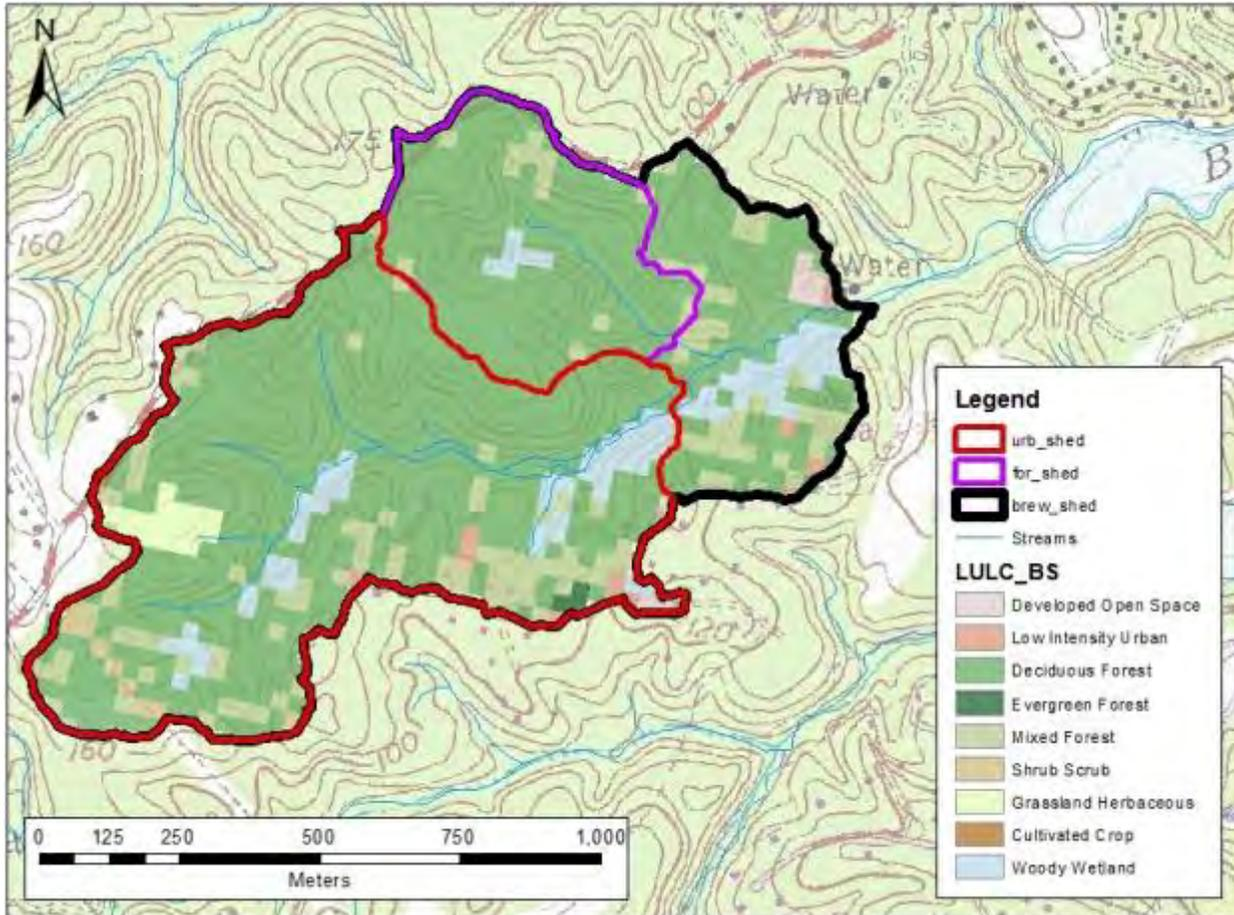 N
Water
175
B
160
Water
160
100
Legend
urb_shed
for_shed
brew_shed
Streams
LULC_BS
Developed Open Space
Low Intensity Urban
Deciduous Forest
Evergreen Forest
Mixed Forest
Shrub Scrub
Grassland Herbaceous
Cultivated Crop
Woody Wetland
0 125 250 500 750 1,000
Meters